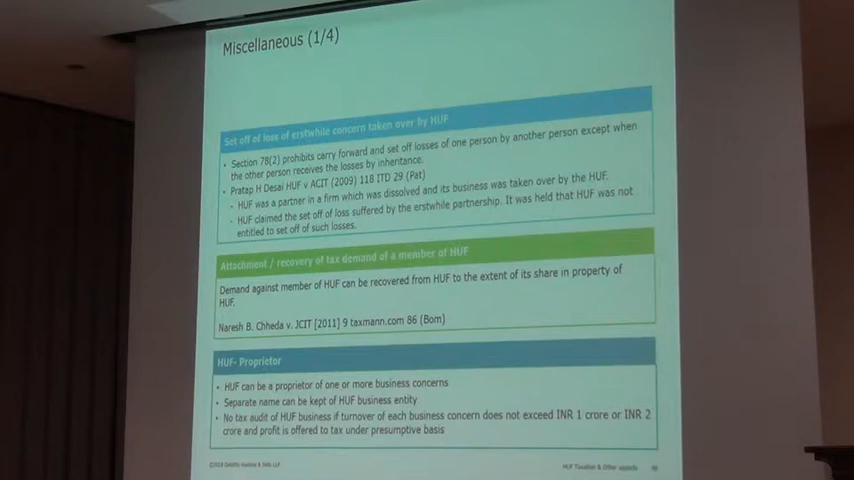 Miscellaneous (1/4)
Set off of loss of erstwhile concern taken over by HUF
• Section 78(2) prohibits carry forward and set off losses of one person by another person except when
the other person receives the losses by inheritance.
• Pratap H Desai HUF v ACIT (2009) 118 ITD 29 (Pat)
- HUF was a partner in a firm which was dissolved and its business was taken over by the HUF.
- HUF claimed the set off of loss suffered by the erstwhile partnership. It was held that HUF was not
entitled to set off of such losses.
Attachment / recovery of tax demand of a member of HUF
Demand against member of HUF can be recovered from HUF to the extent of its share in property of
HUF.
Naresh B. Chheda v. JCIT [2011] 9 taxmann.com 86 (Bom)
HUF- Proprietor
• HUF can be a proprietor of one or more business concerns
• Separate name can be kept of HUF business entity
• No tax audit of HUF business if turnover of each business concern does not exceed INR 1 crore or INR 2
crore and profit is offered to tax under presumptive basis
Deloitte Haskins & Sells LLP
HUF Taxation & Other aspects